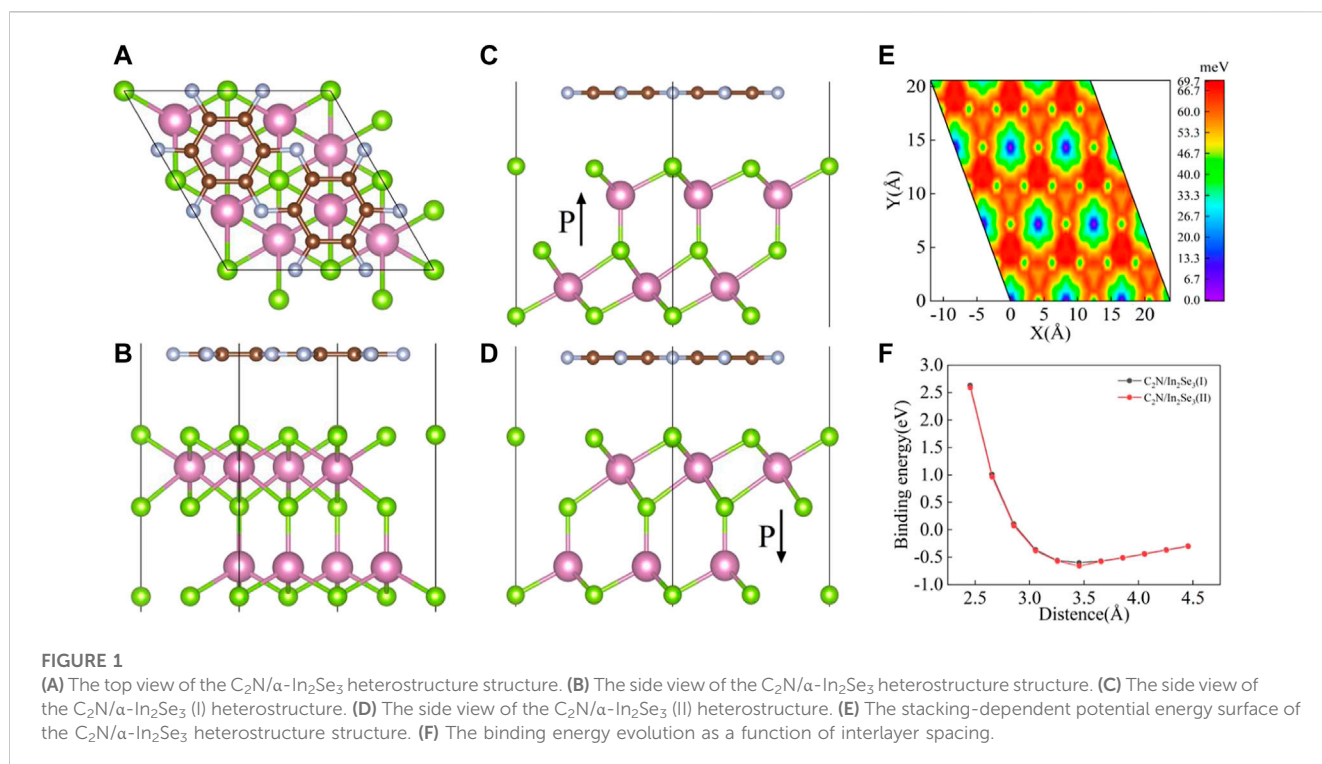 A
C
E
meV
69.7
66.7
60.0
53.3
46.7
40.0
33.3
26.7
20.0
13.3
6.7
0.0
20
15
10
5
0
Y(Å)
-10 -5 0 5 10 15 20
X(Å)
P
B
D
P
F
3.0
2.5
2.0
1.5
1.0
0.5
0.0
-0.5
-1.0
Binding energy(eV)
C₂N/In₂Se₃(I)
C₂N/In₂Se₃(II)
2.5 3.0 3.5 4.0 4.5
Distence(Å)
FIGURE 1
(A) The top view of the C₂N/α-In₂Se₃ heterostructure structure. (B) The side view of the C₂N/α-In₂Se₃ heterostructure structure. (C) The side view of
the C₂N/α-In₂Se₃ (I) heterostructure. (D) The side view of the C₂N/α-In₂Se₃ (II) heterostructure. (E) The stacking-dependent potential energy surface of
the C₂N/α-In₂Se₃ heterostructure structure. (F) The binding energy evolution as a function of interlayer spacing.